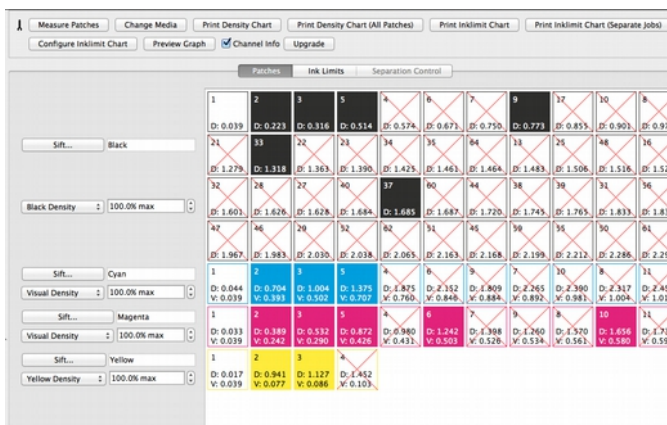 Measure Patches Change Media Print Density Chart Print Density Chart (All Patches) Print Inklimit Chart Print Inklimit Chart (Separate Jobs)
Configure Inklimit Chart Preview Graph Channel Info Upgrade
Patches Ink Limits Separation Control
1 2 3 5 4 6 7 9 17 10 8
D: 0.039 D: 0.223 D: 0.316 D: 0.514 D: 0.574 D: 0.671 D: 0.750 D: 0.773 D: 0.855 D: 0.901
Sift... Black
21 33 22 23 34 35 64 13 25 48 16
D: 1.279 D: 1.318 D: 1.363 D: 1.390 D: 1.425 D: 1.461 D: 1.464 D: 1.483 D: 1.506 D: 1.516
32 28 27 40 37 60 44 38 39 31 56
Black Density 100.0% max
D: 1.601 D: 1.626 D: 1.628 D: 1.684 D: 1.685 D: 1.687 D: 1.720 D: 1.745 D: 1.765 D: 1.833
47 46 29 52 62 51 45 59 55 61
D: 1.967 D: 1.983 D: 2.030 D: 2.038 D: 2.065 D: 2.163 D: 2.168 D: 2.199 D: 2.212 D: 2.286
Sift... Cyan
1 2 3 5 4 6 9 7 10 8 11
D: 0.044 D: 0.704 D: 1.004 D: 1.375 D: 1.875 D: 2.152 D: 1.809 D: 2.265 D: 2.390 D: 2.317
Visual Density 100.0% max
V: 0.039 V: 0.393 V: 0.502 V: 0.707 V: 0.760 V: 0.846 V: 0.884 V: 0.892 V: 0.981 V: 1.004
Sift... Magenta
1 2 3 5 4 6 7 9 8 10 11
D: 0.033 D: 0.389 D: 0.532 D: 0.872 D: 0.980 D: 1.242 D: 1.398 D: 1.260 D: 1.570 D: 1.656
Visual Density 100.0% max
V: 0.039 V: 0.242 V: 0.290 V: 0.426 V: 0.431 V: 0.503 V: 0.526 V: 0.534 V: 0.561 V: 0.580
Sift... Yellow
1 2 3 4
D: 0.017 D: 0.941 D: 1.127 D: 1.452
Yellow Density 100.0% max
V: 0.039 V: 0.077 V: 0.086 V: 0.103